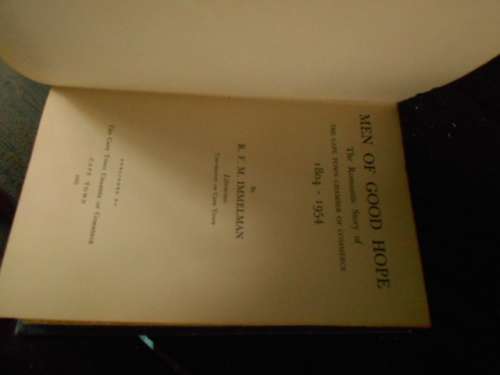 MEN OF GOOD HOPE
The Romantic Story of
THE CAPE TOWN CHAMBER OF COMMERCE
1804 - 1954
By
R. F. M. IMMELMAN
Librarian
University of Cape Town
PUBLISHED BY
THE CAPE TOWN CHAMBER OF COMMERCE
CAPE TOWN
1955